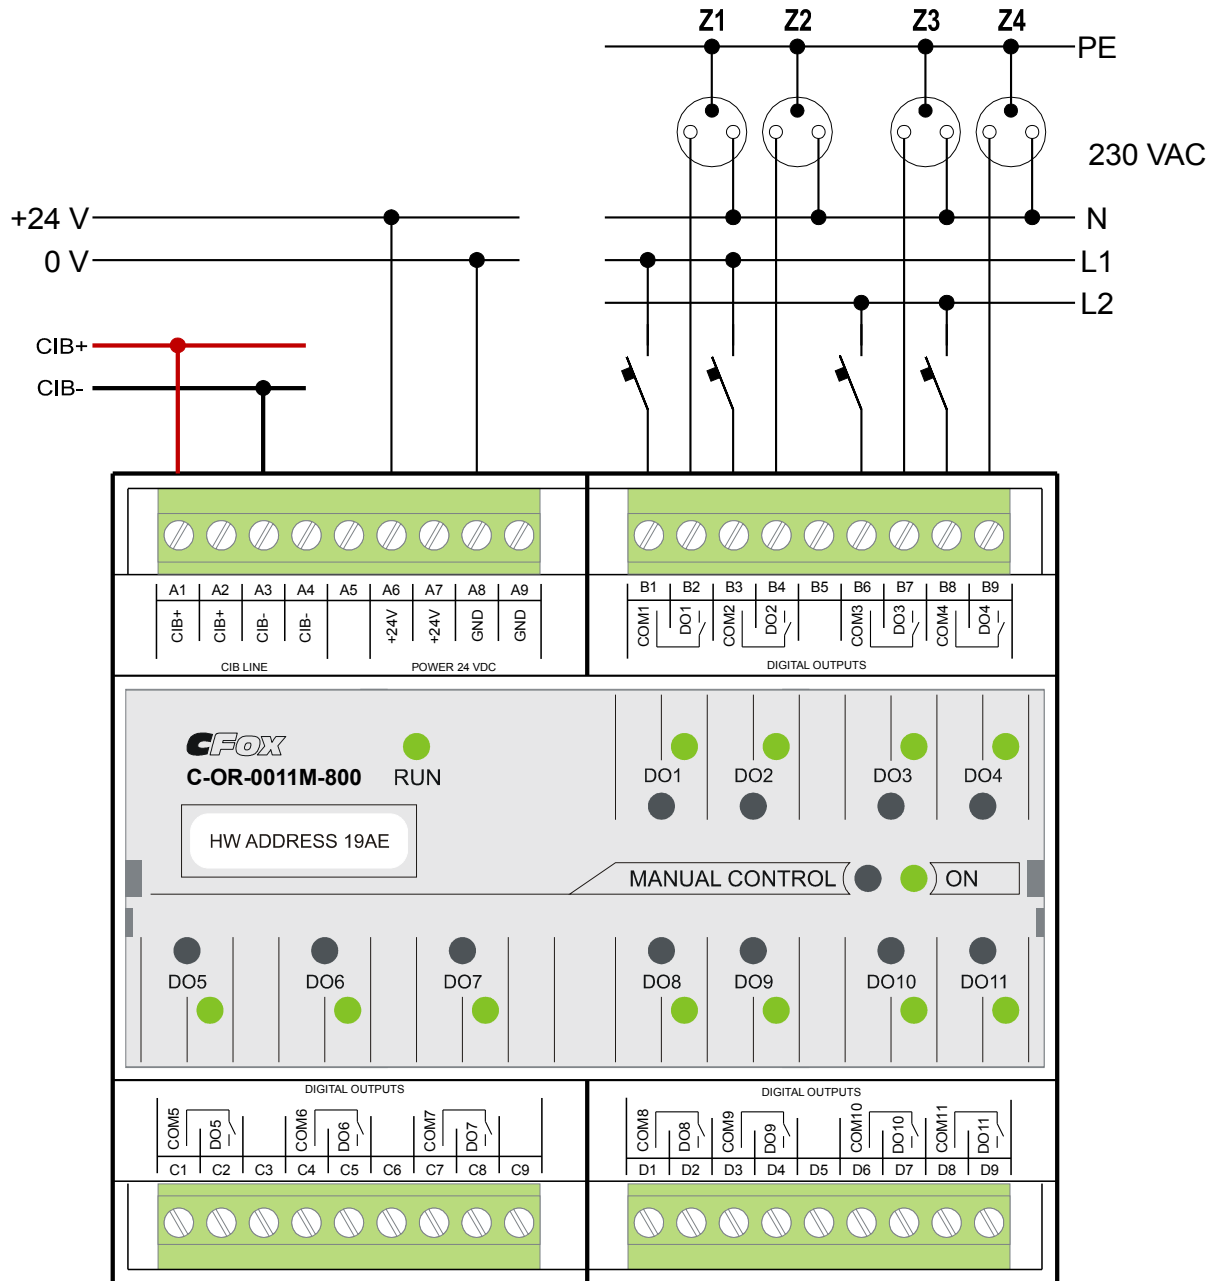 Z1 Z2 Z3 Z4
PE
230 VAC
+24 V
N
0 V
L1
L2
CIB+
CIB-
A1 A2 A3 A4 A5 A6 A7 A8 A9
CIB+ CIB+ CIB- CIB- +24V +24V GND GND
CIB LINE POWER 24 VDC
B1 B2 B3 B4 B5 B6 B7 B8 B9
COM1 DO1 COM2 DO2 COM3 DO3 COM4 DO4
DIGITAL OUTPUTS
CFOX
C-OR-0011M-800 RUN
DO1 DO2 DO3 DO4
HW ADDRESS 19AE
MANUAL CONTROL ON
DO5 DO6 DO7 DO8 DO9 DO10 DO11
DIGITAL OUTPUTS
COM5 DO5 COM6 DO6 COM7 DO7
C1 C2 C3 C4 C5 C6 C7 C8 C9
DIGITAL OUTPUTS
COM8 DO8 COM9 DO9 COM10 DO10 COM11 DO11
D1 D2 D3 D4 D5 D6 D7 D8 D9